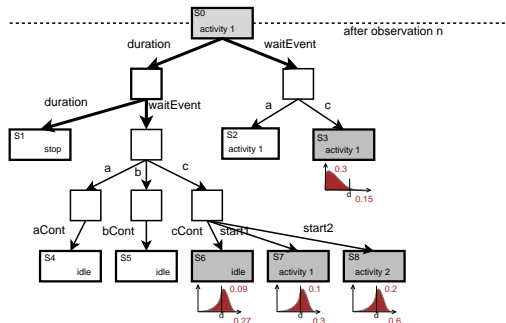 S0
activity 1
after observation n
duration
waitEvent
duration
waitEvent
a
c
S1
stop
S2
activity 1
S3
activity 1
a
b
c
0.3
d
0.15
aCont
bCont
cCont
start1
start2
S4
idle
S5
idle
S6
idle
S7
activity 1
S8
activity 2
0.09
d
0.27
0.1
d
0.3
0.2
d
0.6